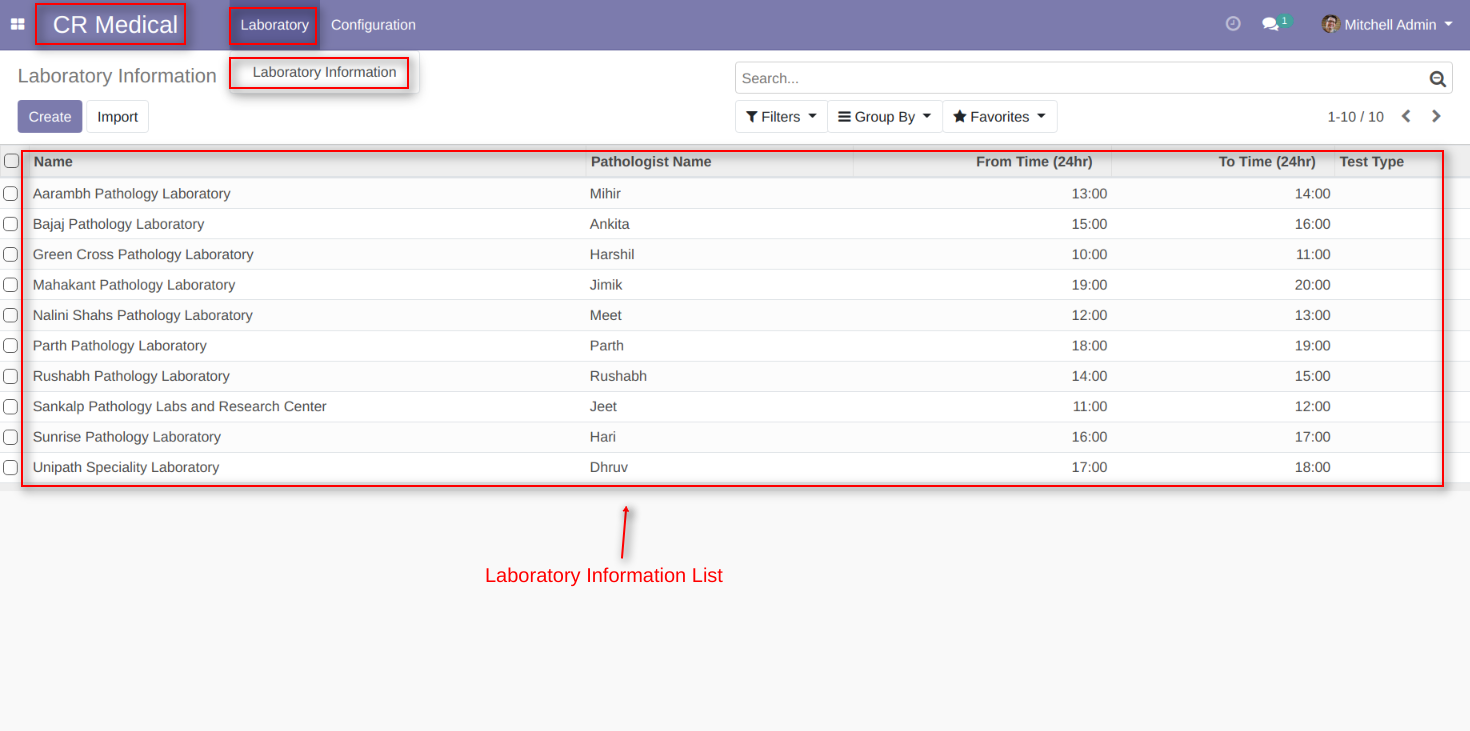 CR Medical Laboratory Configuration 1 Mitchell Admin
Laboratory Information Laboratory Information Search...
Create Import Filters Group By Favorites 1-10 / 10
Name Pathologist Name From Time (24hr) To Time (24hr) Test Type
Aarambh Pathology Laboratory Mihir 13:00 14:00
Bajaj Pathology Laboratory Ankita 15:00 16:00
Green Cross Pathology Laboratory Harshil 10:00 11:00
Mahakant Pathology Laboratory Jimik 19:00 20:00
Nalini Shahs Pathology Laboratory Meet 12:00 13:00
Parth Pathology Laboratory Parth 18:00 19:00
Rushabh Pathology Laboratory Rushabh 14:00 15:00
Sankalp Pathology Labs and Research Center Jeet 11:00 12:00
Sunrise Pathology Laboratory Hari 16:00 17:00
Unipath Speciality Laboratory Dhruv 17:00 18:00
Laboratory Information List